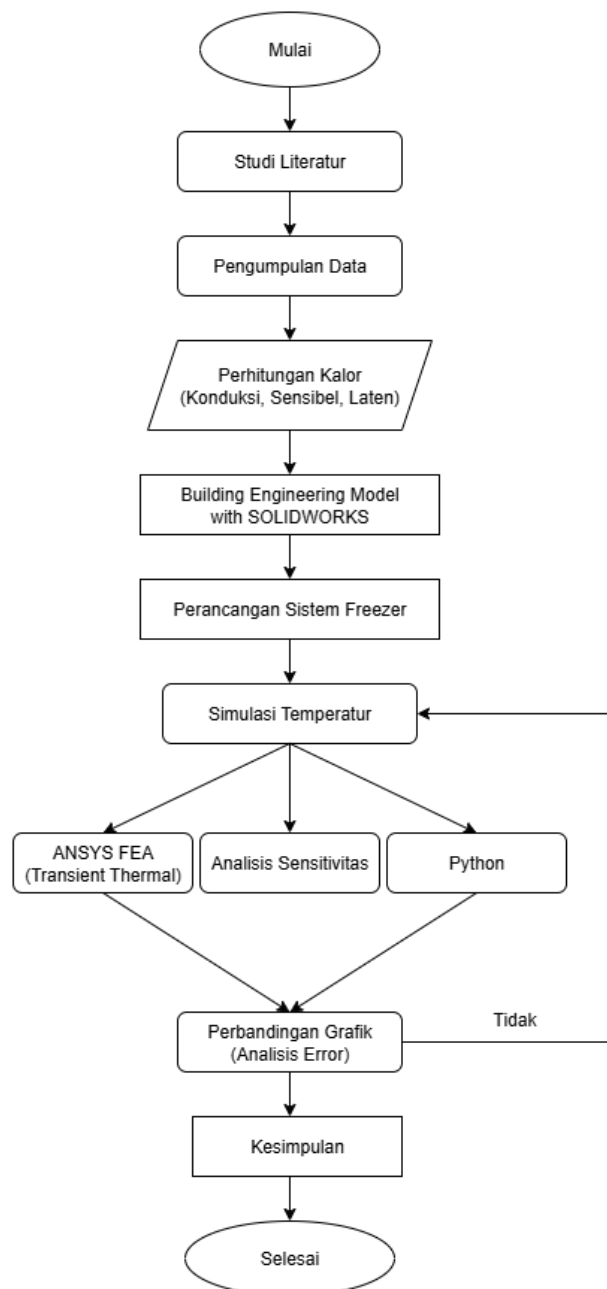 Mulai
Studi Literatur
Pengumpulan Data
Perhitungan Kalor
(Konduksi, Sensibel, Laten)
Building Engineering Model
with SOLIDWORKS
Perancangan Sistem Freezer
Simulasi Temperatur
ANSYS FEA
(Transient Thermal)
Analisis Sensitivitas
Python
Perbandingan Grafik
(Analisis Error)
Tidak
Kesimpulan
Selesai